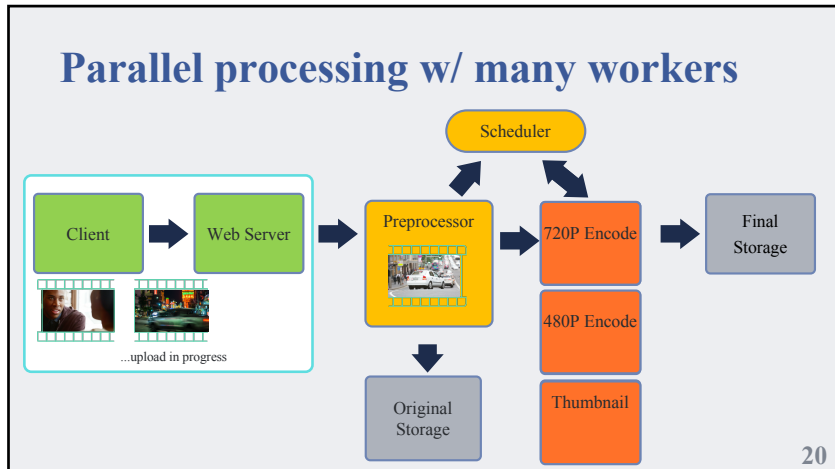 Parallel processing w/ many workers
Scheduler
Client
Web Server
Preprocessor
720P Encode
Final
Storage
480P Encode
...upload in progress
Original
Storage
Thumbnail
20